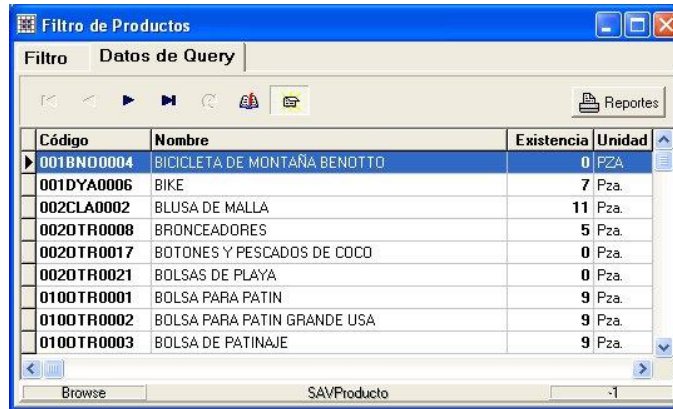 Filtro de Productos
Filtro Datos de Query
Reportes
Código Nombre Existencia Unidad
001BNO0004 BICICLETA DE MONTAÑA BENOTTO 0 PZA
001DYA0006 BIKE 7 Pza.
002CLA0002 BLUSA DE MALLA 11 Pza.
002OTR0008 BRONCEADORES 5 Pza.
002OTR0017 BOTONES Y PESCADOS DE COCO 0 Pza.
002OTR0021 BOLSAS DE PLAYA 0 Pza.
010OTR0001 BOLSA PARA PATIN 9 Pza.
010OTR0002 BOLSA PARA PATIN GRANDE USA 9 Pza.
010OTR0003 BOLSA DE PATINAJE 9 Pza.
Browse SAVProducto -1